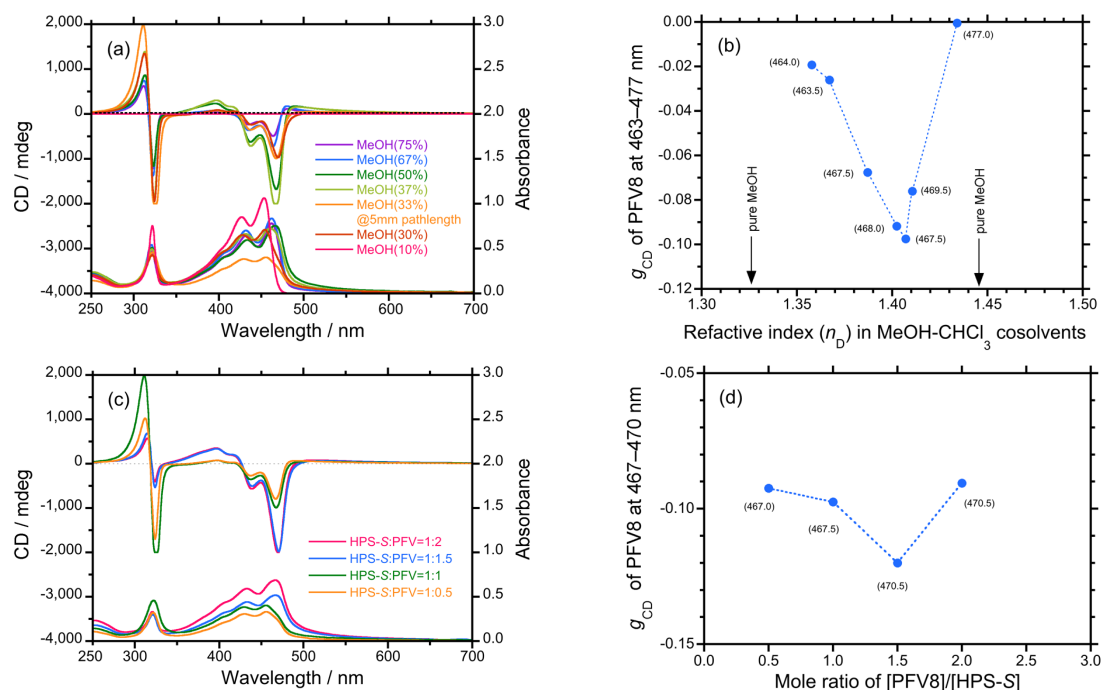 (a)
2,000
1,000
0
-1,000
-2,000
-3,000
-4,000
CD / mdeg
3.0
2.5
2.0
1.5
1.0
0.5
0.0
Absorbance
MeOH(75%)
MeOH(67%)
MeOH(50%)
MeOH(37%)
MeOH(33%)
@5mm pathlength
MeOH(30%)
MeOH(10%)
250 300 400 500 600 700
Wavelength / nm
(b)
0.00
-0.02
-0.04
-0.06
-0.08
-0.10
-0.12
gCD of PFV8 at 463–477 nm
(477.0)
(464.0)
(463.5)
(467.5)
(469.5)
(468.0)
(467.5)
pure MeOH
pure MeOH
1.30 1.35 1.40 1.45 1.50
Refactive index (nD) in MeOH-CHCl3 cosolvents
(c)
2,000
1,000
0
-1,000
-2,000
-3,000
-4,000
CD / mdeg
3.0
2.5
2.0
1.5
1.0
0.5
0.0
Absorbance
HPS-S:PFV=1:2
HPS-S:PFV=1:1.5
HPS-S:PFV=1:1
HPS-S:PFV=1:0.5
250 300 400 500 600 700
Wavelength / nm
(d)
-0.05
-0.10
-0.15
gCD of PFV8 at 467–470 nm
(467.0)
(467.5)
(470.5)
(470.5)
0.0 0.5 1.0 1.5 2.0 2.5 3.0
Mole ratio of [PFV8]/[HPS-S]